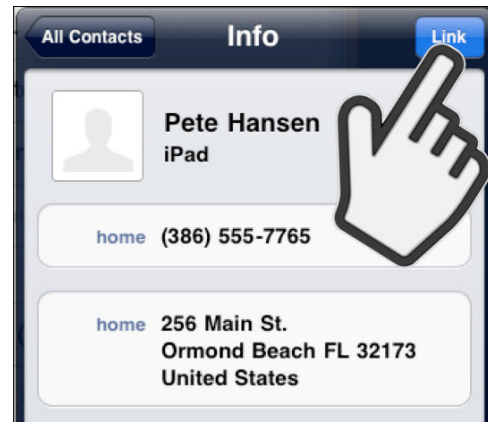 All Contacts Info Link
Pete Hansen
iPad
home (386) 555-7765
home 256 Main St.
Ormond Beach FL 32173
United States